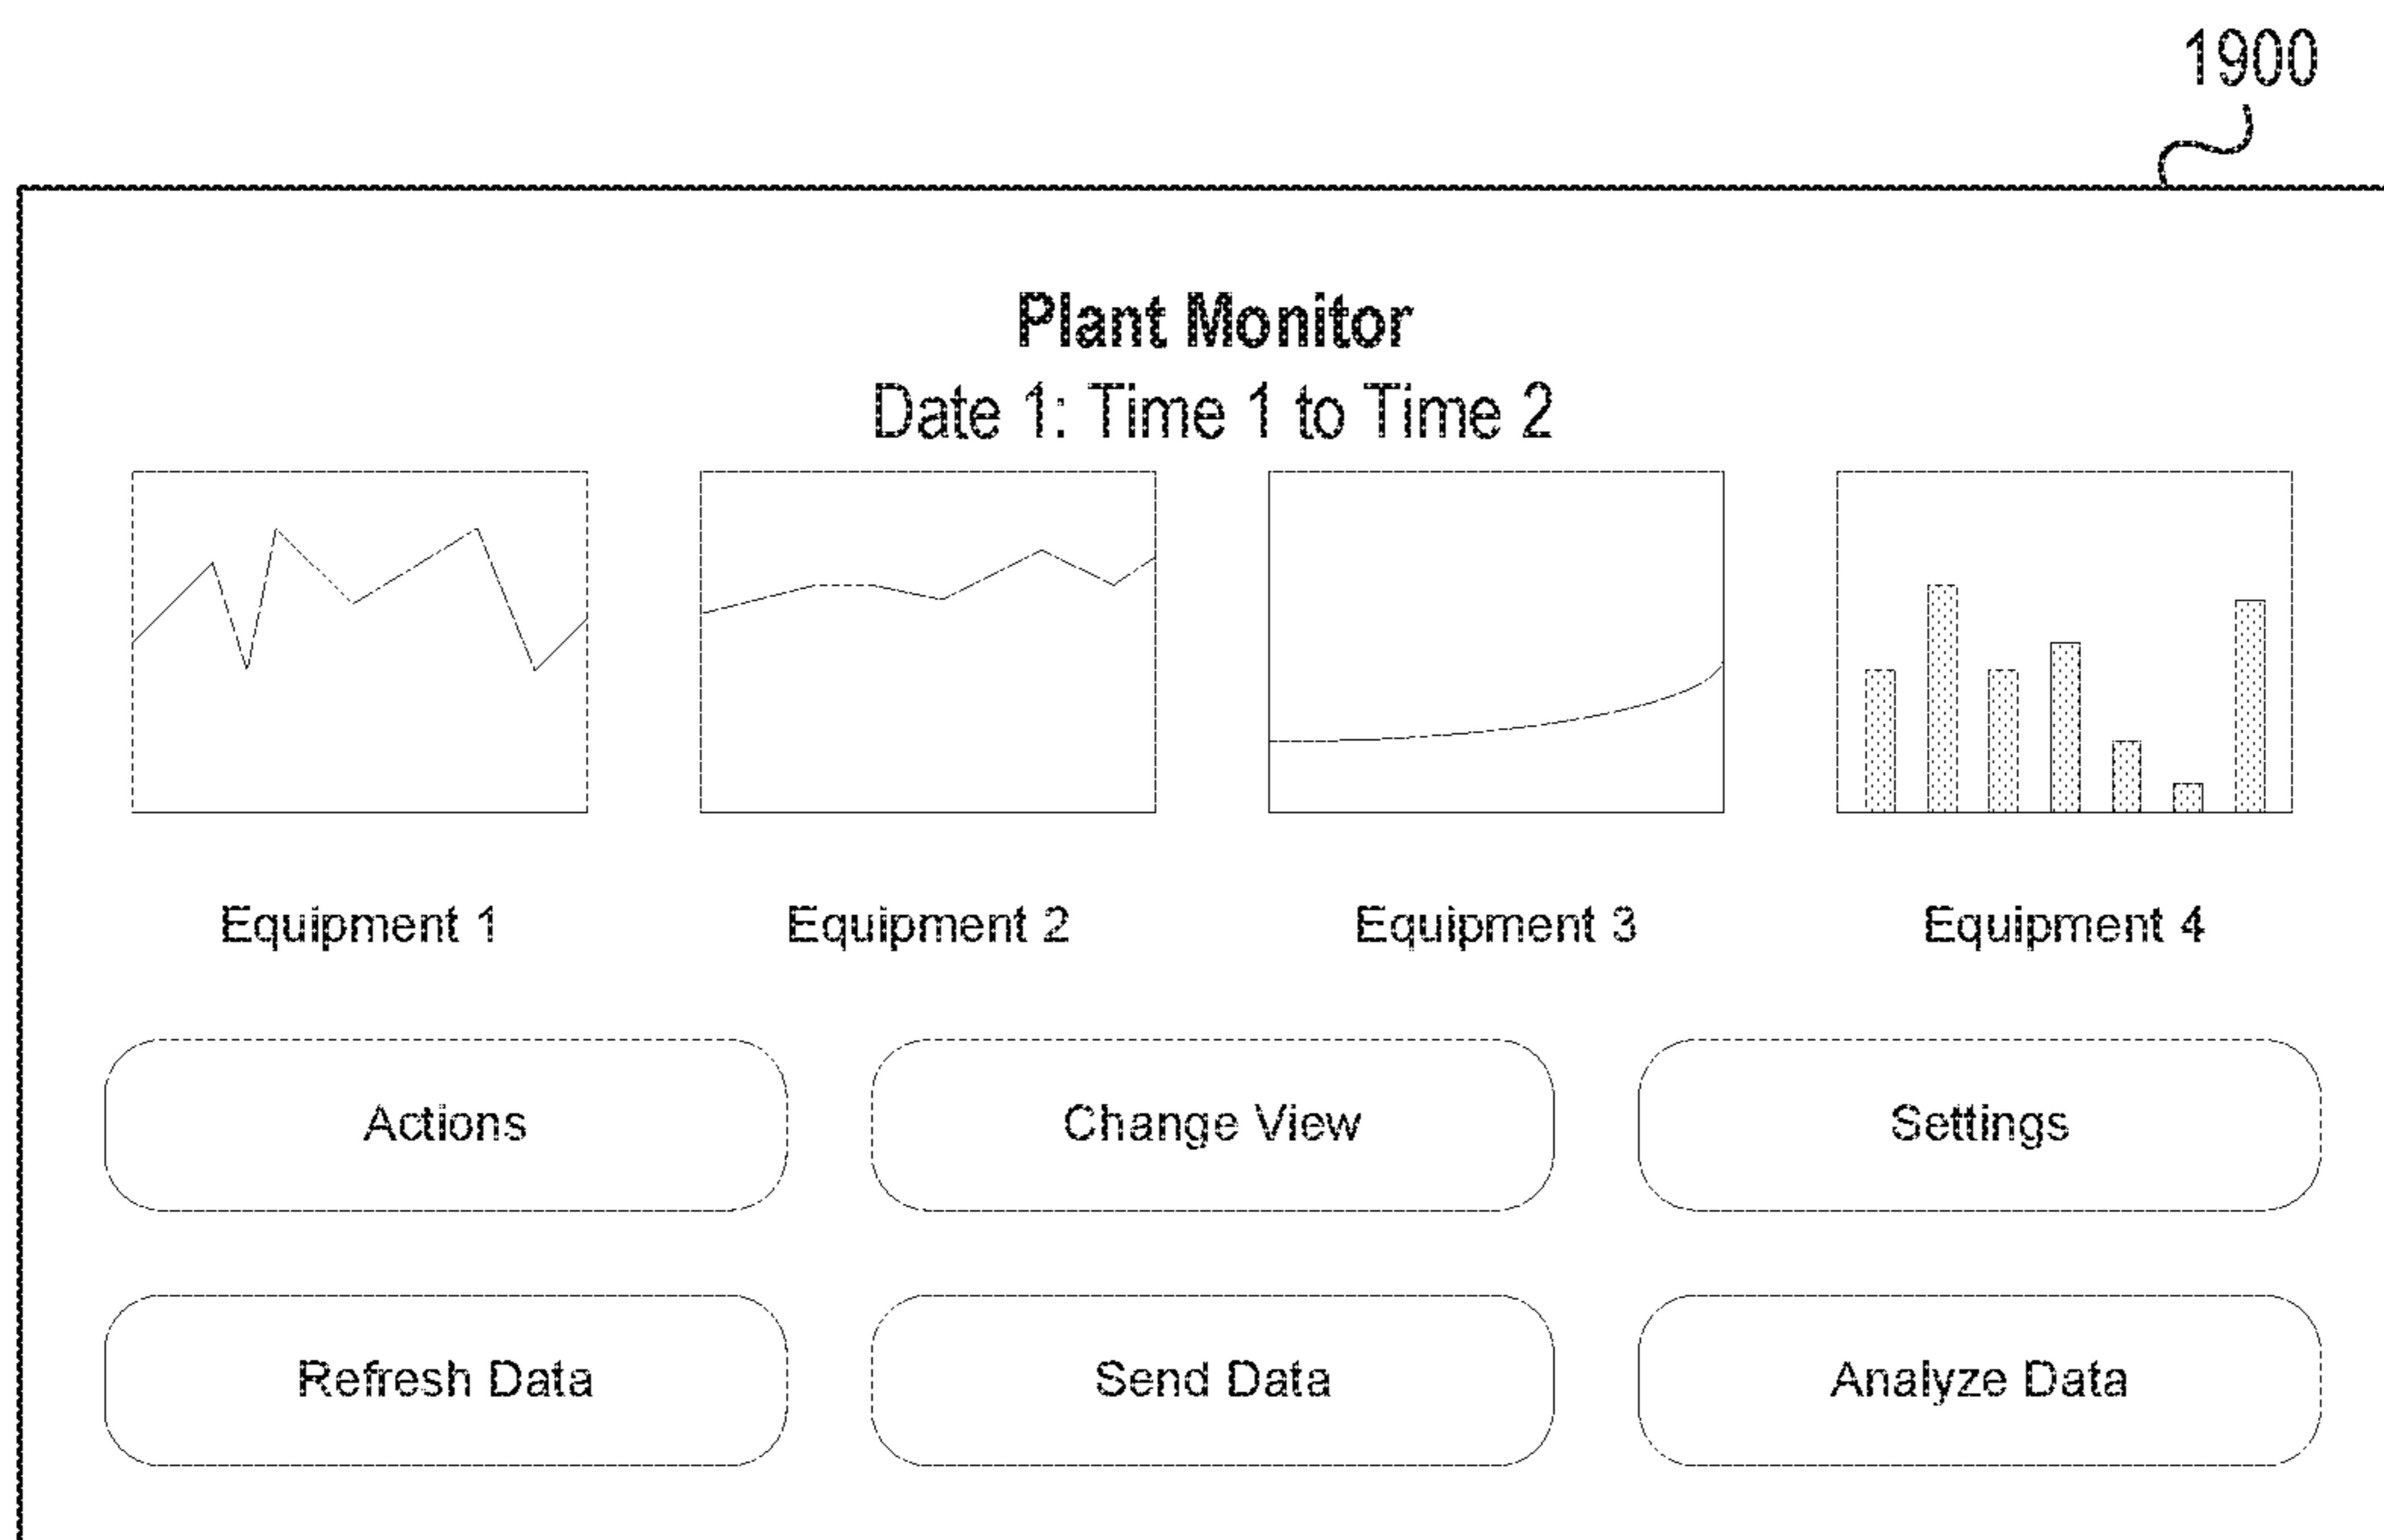 1900
Plant Monitor
Date 1: Time 1 to Time 2
Equipment 1 Equipment 2 Equipment 3 Equipment 4
Actions Change View Settings
Refresh Data Send Data Analyze Data